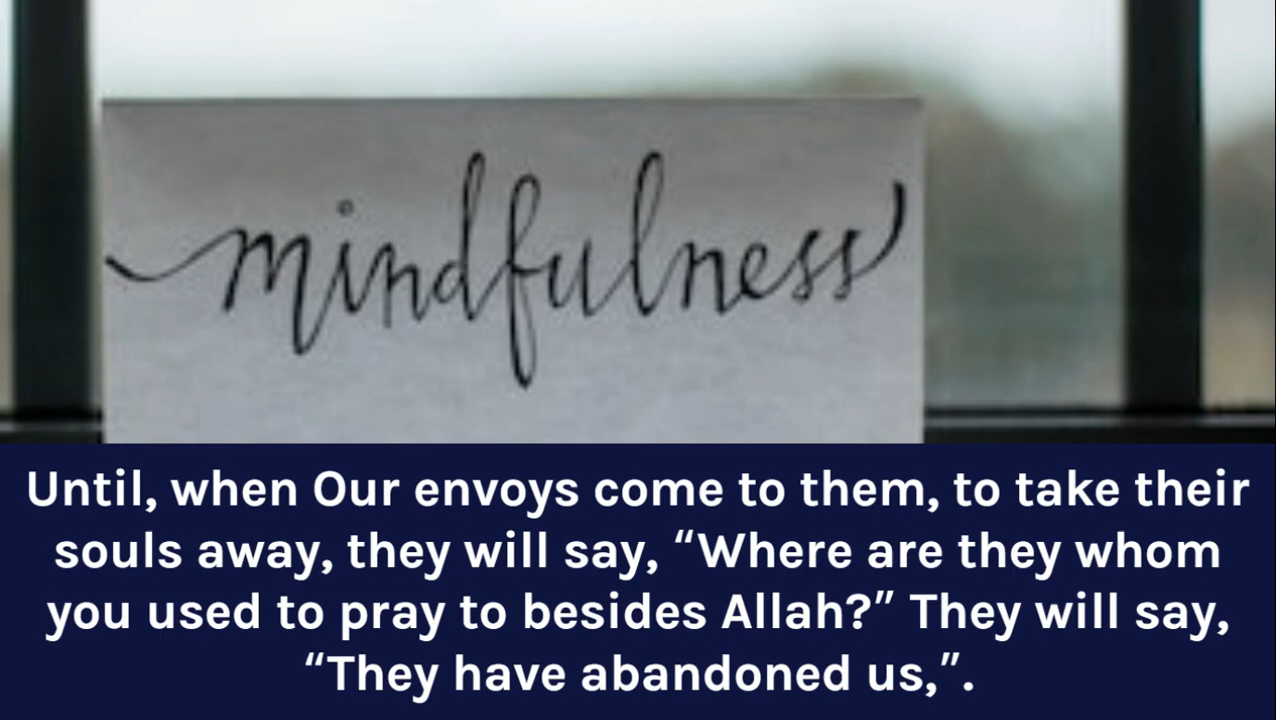 mindfulness
Until, when Our envoys come to them, to take their
souls away, they will say, “Where are they whom
you used to pray to besides Allah?” They will say,
“They have abandoned us,”.